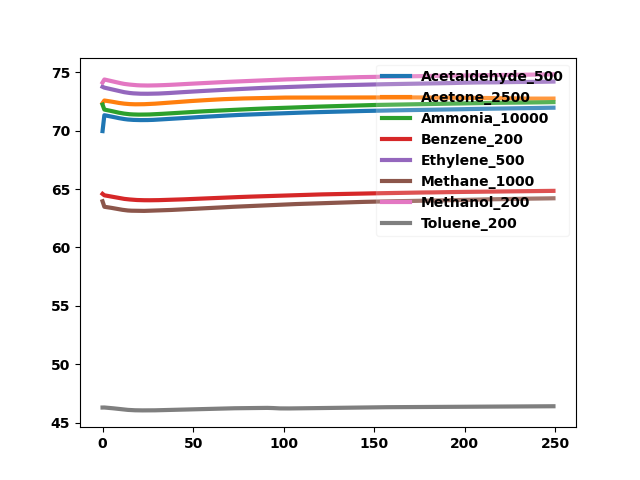 75
70
65
60
55
50
45
0 50 100 150 200 250
Acetaldehyde_500
Acetone_2500
Ammonia_10000
Benzene_200
Ethylene_500
Methane_1000
Methanol_200
Toluene_200